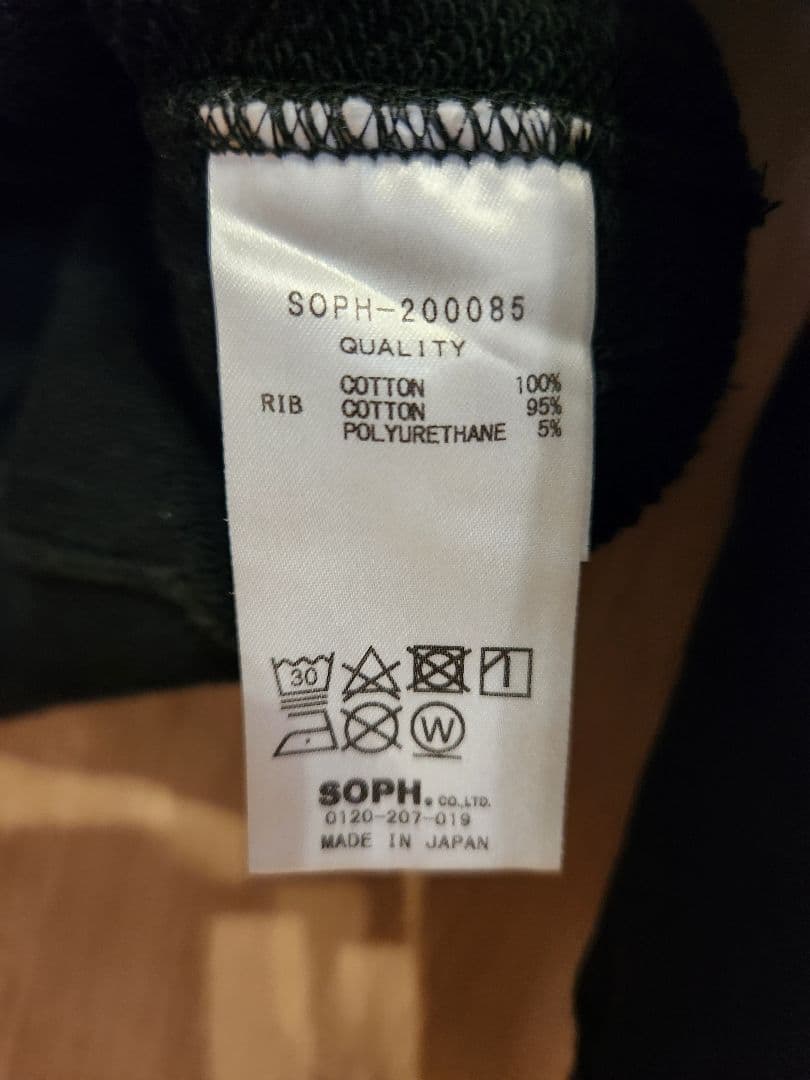 SOPH-200085
QUALITY
COTTON 100%
RIB COTTON 95%
POLYURETHANE 5%
30
W
SOPH. CO.,LTD.
0120-207-019
MADE IN JAPAN